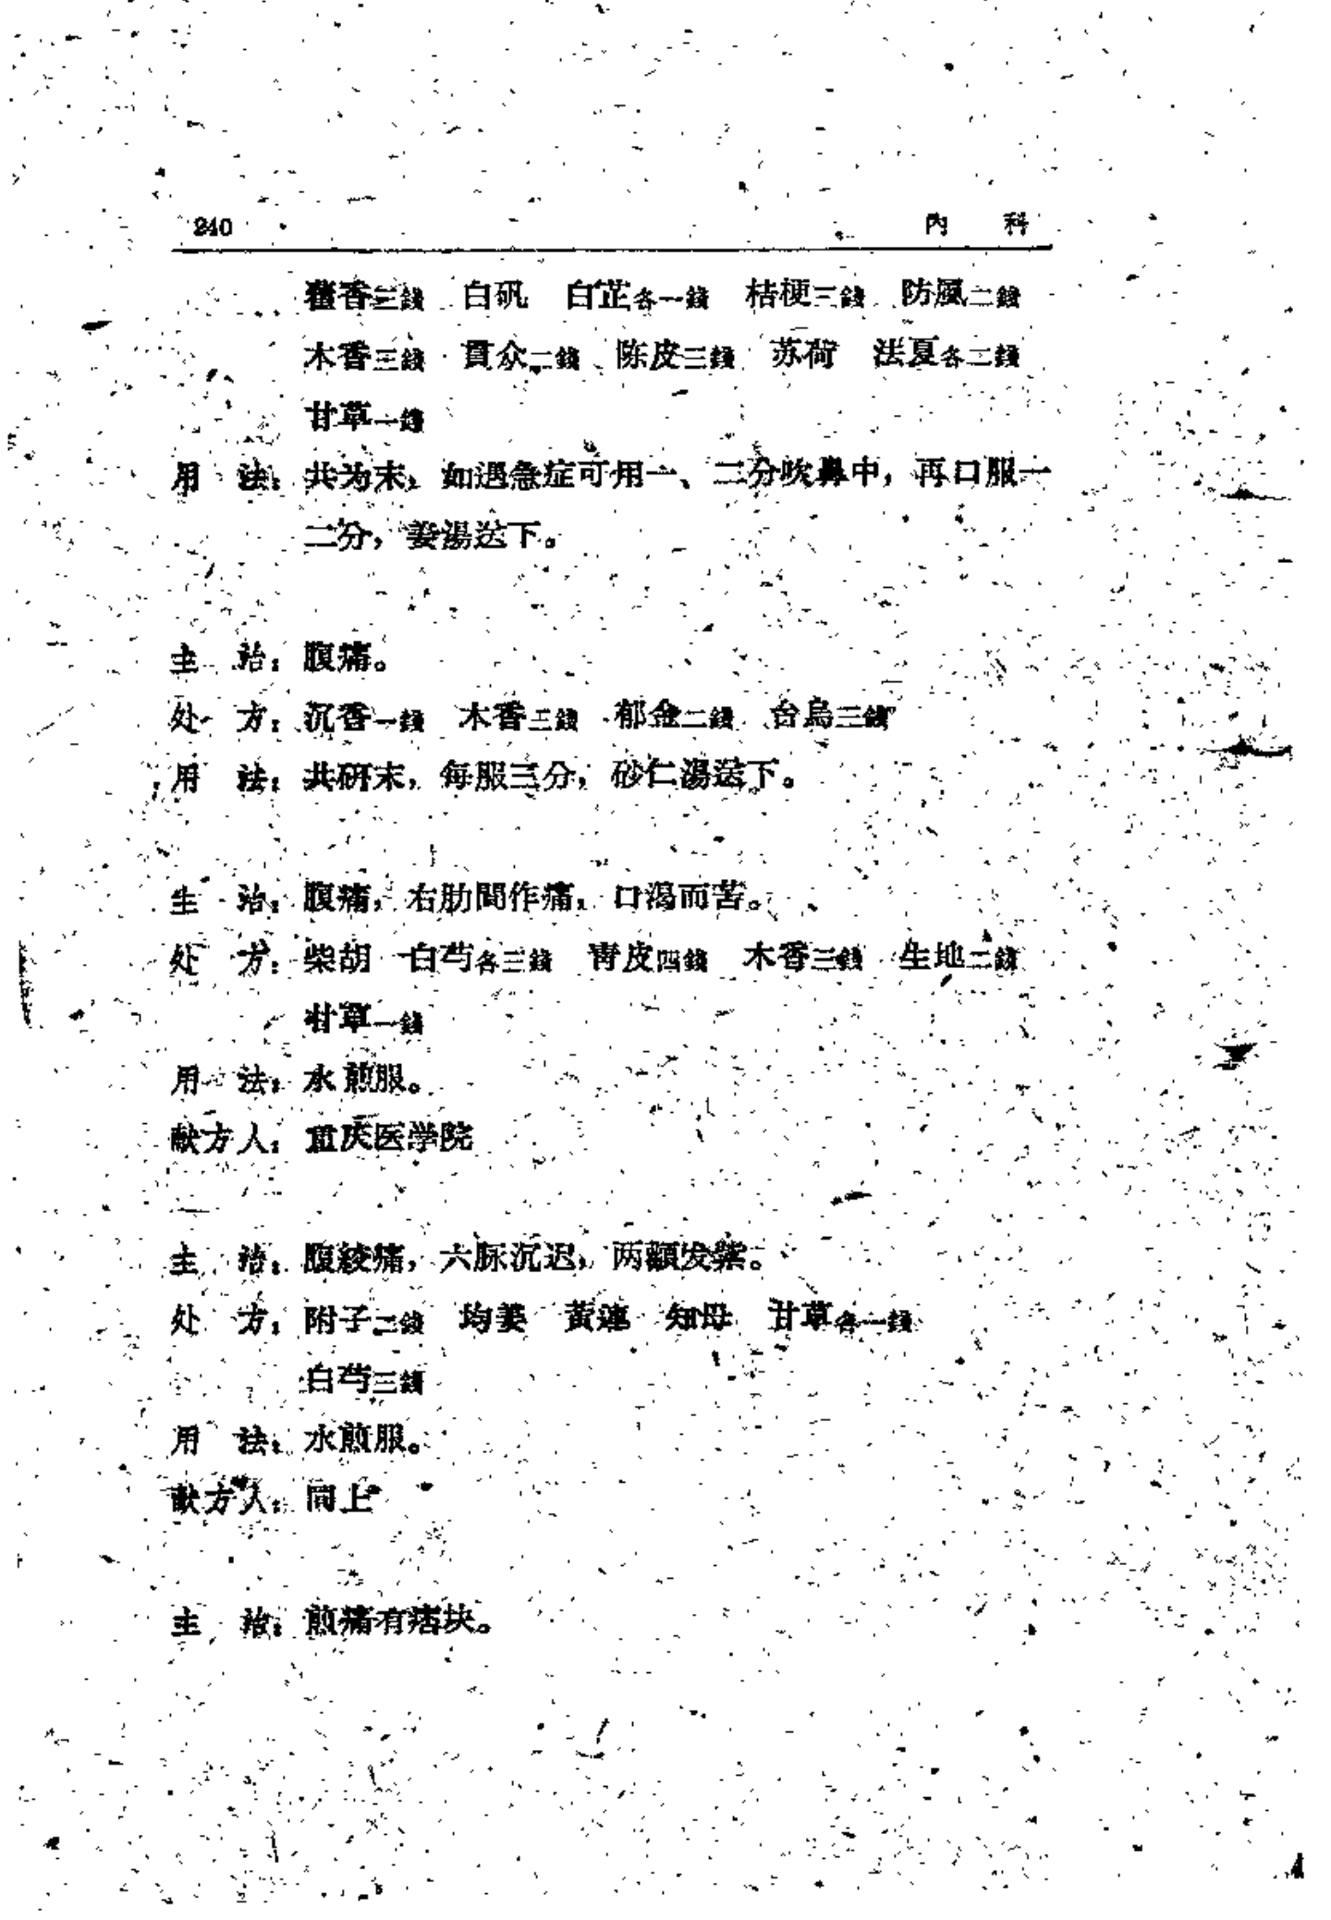 240 内 科
藿香三錢 白矾 白芷各一錢 桔梗三錢 防風二錢
木香三錢 貫众二錢 陈皮三錢 苏荷 法夏各二錢
甘草一錢
用 法：共为末，如遇急症可用一、二分吹鼻中，再口服一
二分，姜湯送下。
主 治：腹痛。
处 方：沉香一錢 木香三錢 郁金二錢 台烏三錢
用 法：共研末，每服三分，砂仁湯送下。
主 治：腹痛，右肋間作痛，口渴而苦。
处 方：柴胡 白芍各三錢 青皮四錢 木香三錢 生地二錢
甘草一錢
用 法：水煎服。
献方人：重庆医学院
主 治：腹絞痛，六脉沉迟，两顴发紫。
处 方：附子二錢 均姜 黃連 知母 甘草各一錢
白芍三錢
用 法：水煎服。
献方人：同上
主 治：煎痛有痞块。